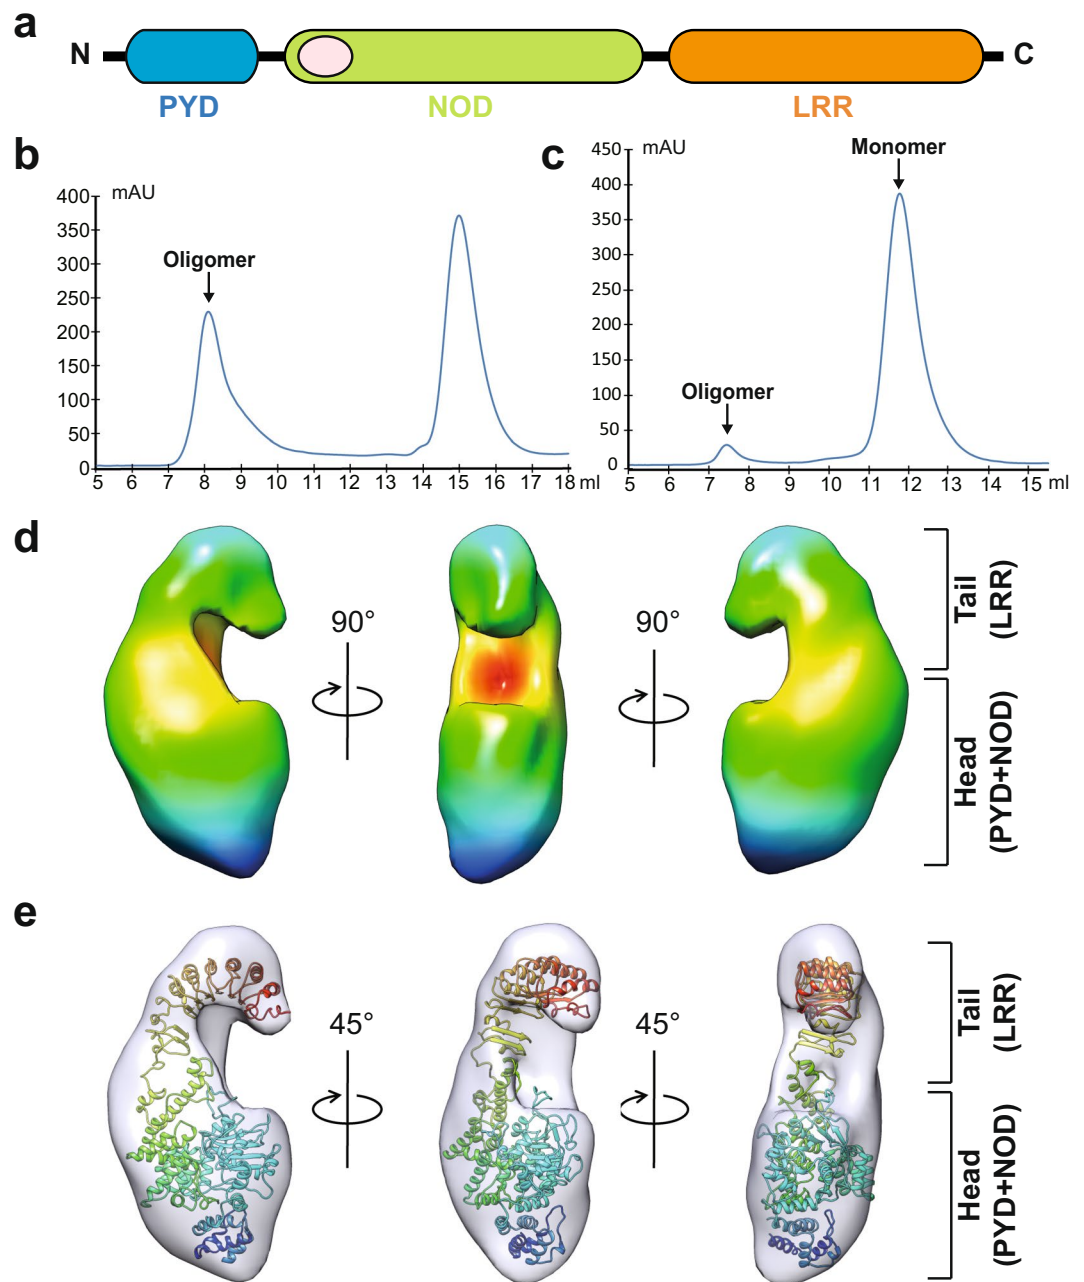 a
N
C
PYD
NOD
LRR
b
mAU
400
350
300
250
200
150
100
50
0
Oligomer
5 6 7 8 9 10 11 12 13 14 15 16 17 18 ml
c
mAU
450
400
350
300
250
200
150
100
50
0
Monomer
Oligomer
5 6 7 8 9 10 11 12 13 14 15 ml
d
90°
90°
Tail
(LRR)
Head
(PYD+NOD)
e
45°
45°
Tail
(LRR)
Head
(PYD+NOD)